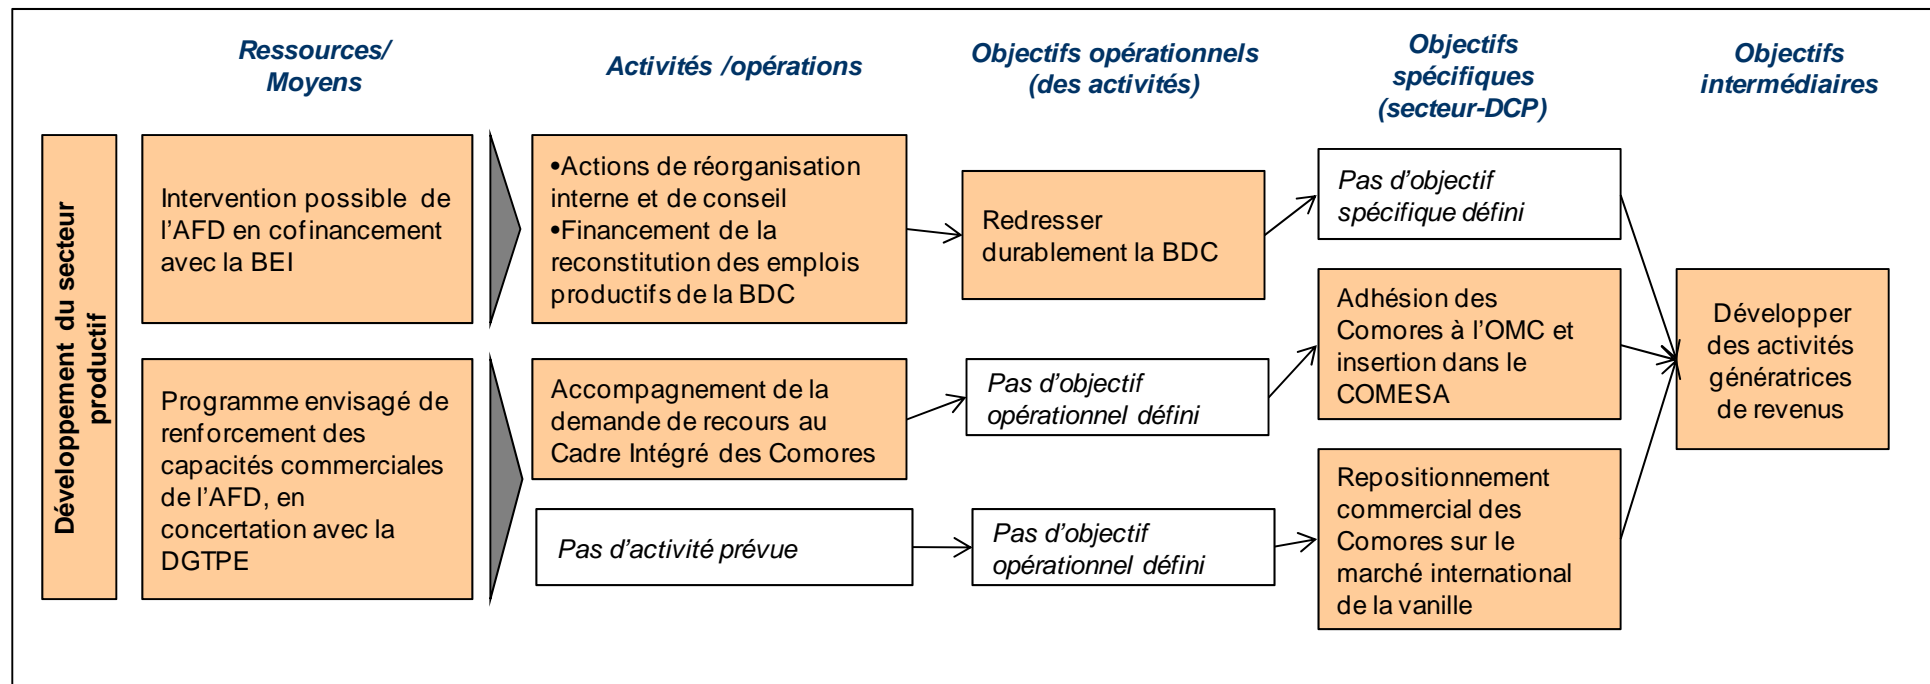 Ressources/
Moyens
Activités /opérations
Objectifs opérationnels
(des activités)
Objectifs
spécifiques
(secteur-DCP)
Objectifs
intermédiaires
Développement du secteur
productif
Intervention possible de
l’AFD en cofinancement
avec la BEI
•Actions de réorganisation
interne et de conseil
•Financement de la
reconstitution des emplois
productifs de la BDC
Redresser
durablement la BDC
Pas d’objectif
spécifique défini
Programme envisagé de
renforcement des
capacités commerciales
de l’AFD, en
concertation avec la
DGTPE
Accompagnement de la
demande de recours au
Cadre Intégré des Comores
Pas d’objectif
opérationnel défini
Adhésion des
Comores à l’OMC et
insertion dans le
COMESA
Pas d’activité prévue
Pas d’objectif
opérationnel défini
Repositionnement
commercial des
Comores sur le
marché international
de la vanille
Développer
des activités
génératrices
de revenus